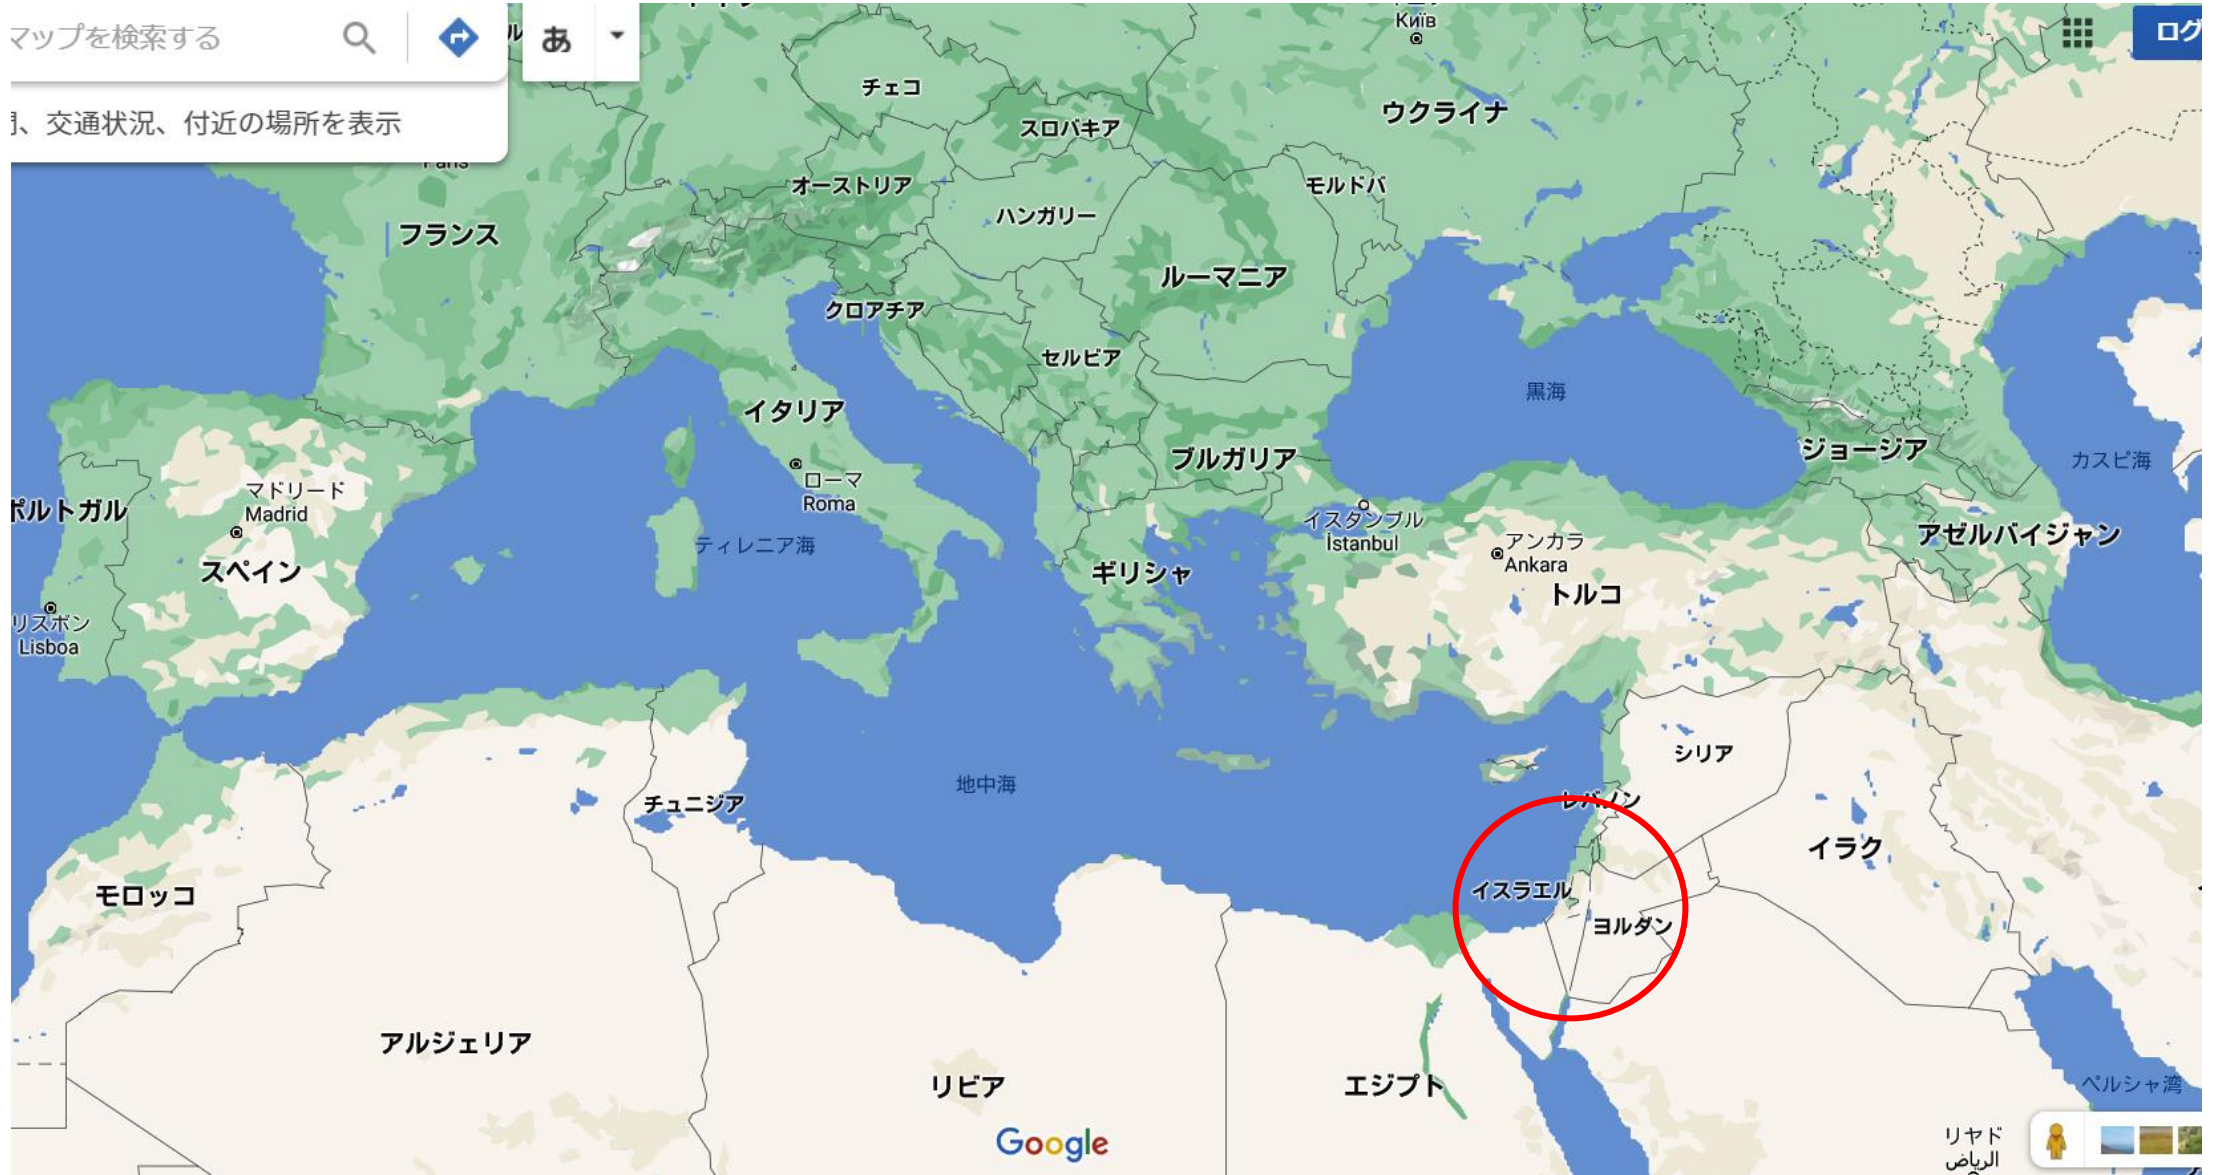 マップを検索する
あ
ログ
、交通状況、付近の場所を表示
Київ
チェコ
ウクライナ
スロバキア
Paris
オーストリア
モルドバ
ハンガリー
フランス
ルーマニア
クロアチア
セルビア
黒海
イタリア
ジョージア
ブルガリア
カスピ海
ローマ
Roma
マドリード
Madrid
ポルトガル
イスタンブル
İstanbul
アンカラ
Ankara
アゼルバイジャン
ティレニア海
スペイン
ギリシャ
トルコ
リスボン
Lisboa
シリア
地中海
チュニジア
レバノン
イラク
モロッコ
イスラエル
ヨルダン
アルジェリア
リビア
エジプト
ペルシャ湾
Google
リヤド
الرياض